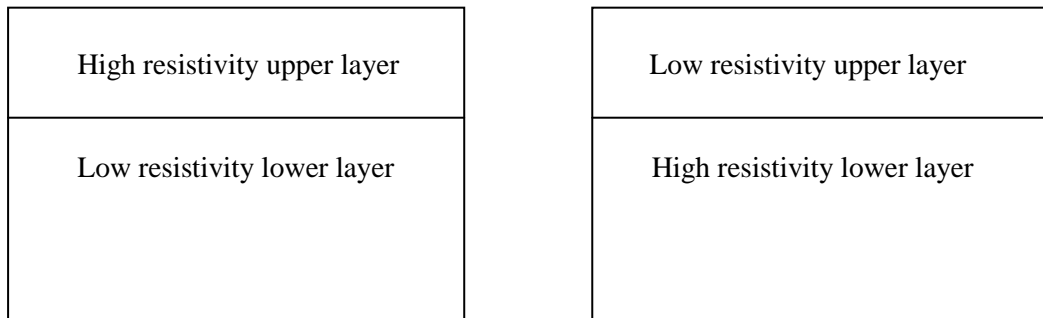 High resistivity upper layer
Low resistivity lower layer
Low resistivity upper layer
High resistivity lower layer